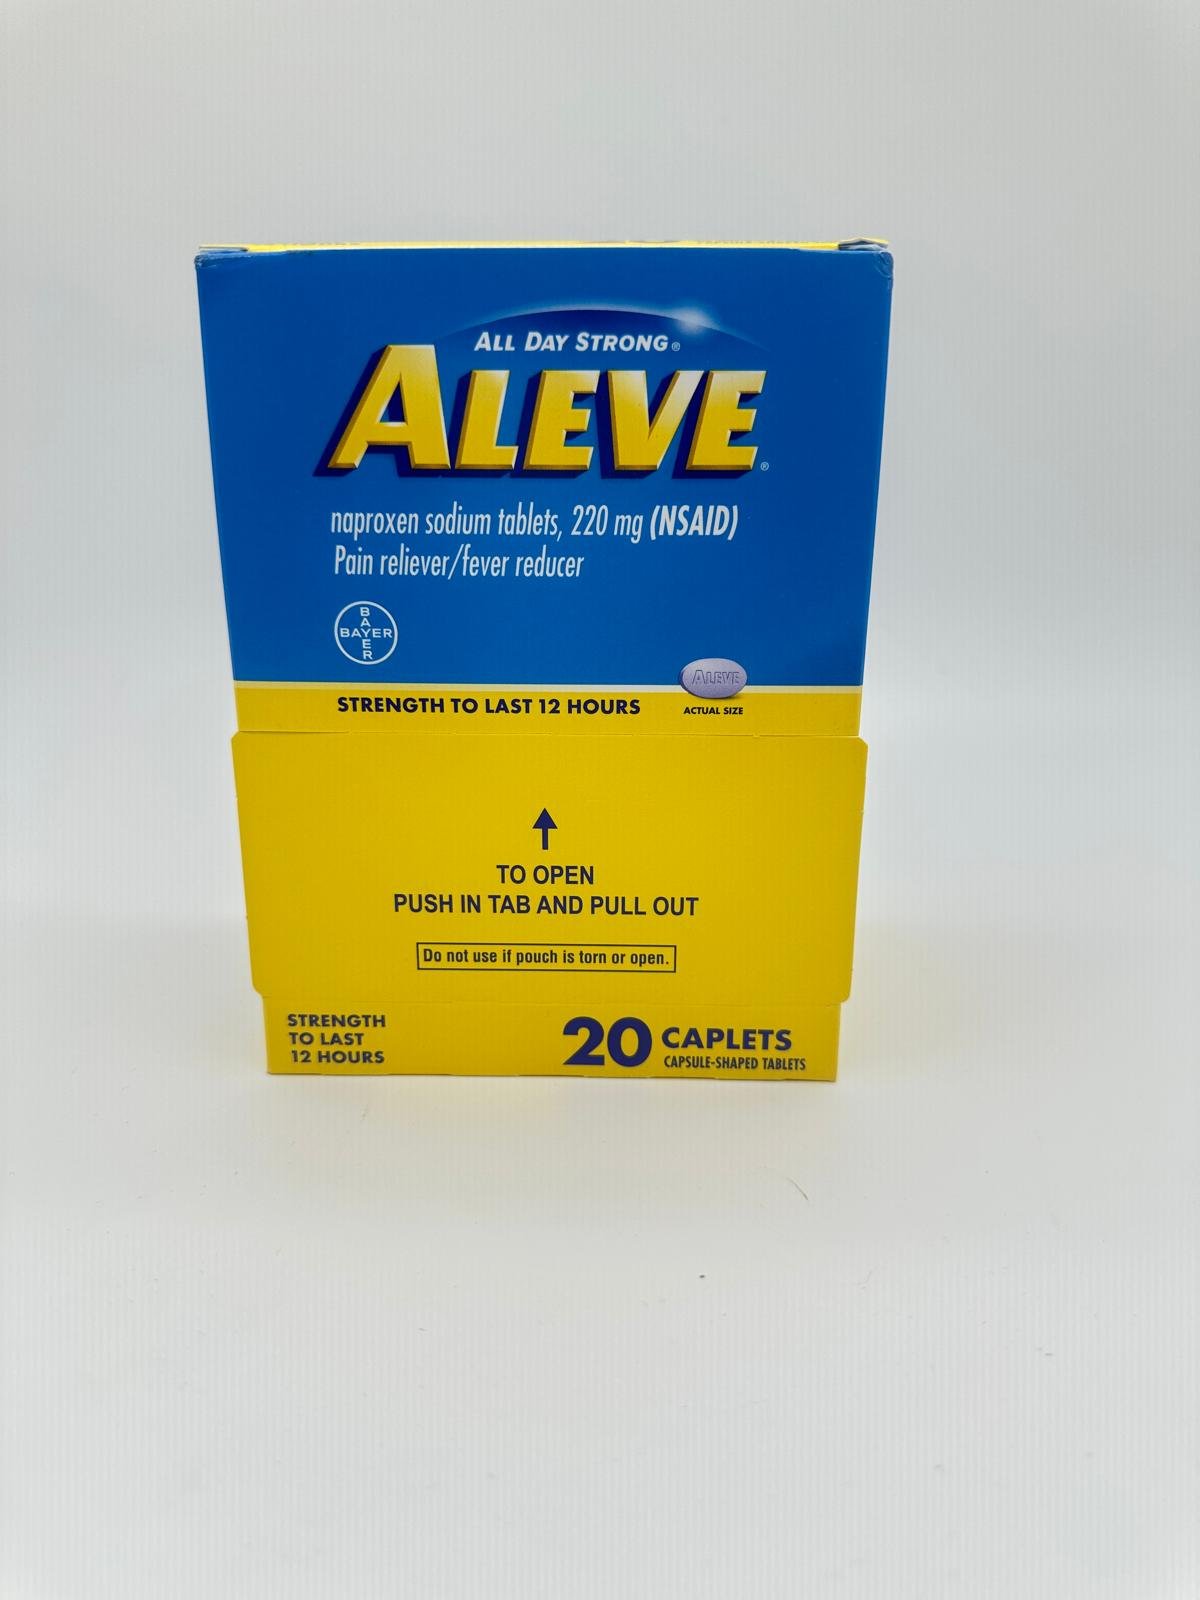 ALL DAY STRONG®
ALEVE®
naproxen sodium tablets, 220 mg (NSAID)
Pain reliever/fever reducer
BAYER
BAYER
ALEVE
STRENGTH TO LAST 12 HOURS
ACTUAL SIZE
TO OPEN
PUSH IN TAB AND PULL OUT
Do not use if pouch is torn or open.
STRENGTH
TO LAST
12 HOURS
20 CAPLETS
CAPSULE-SHAPED TABLETS